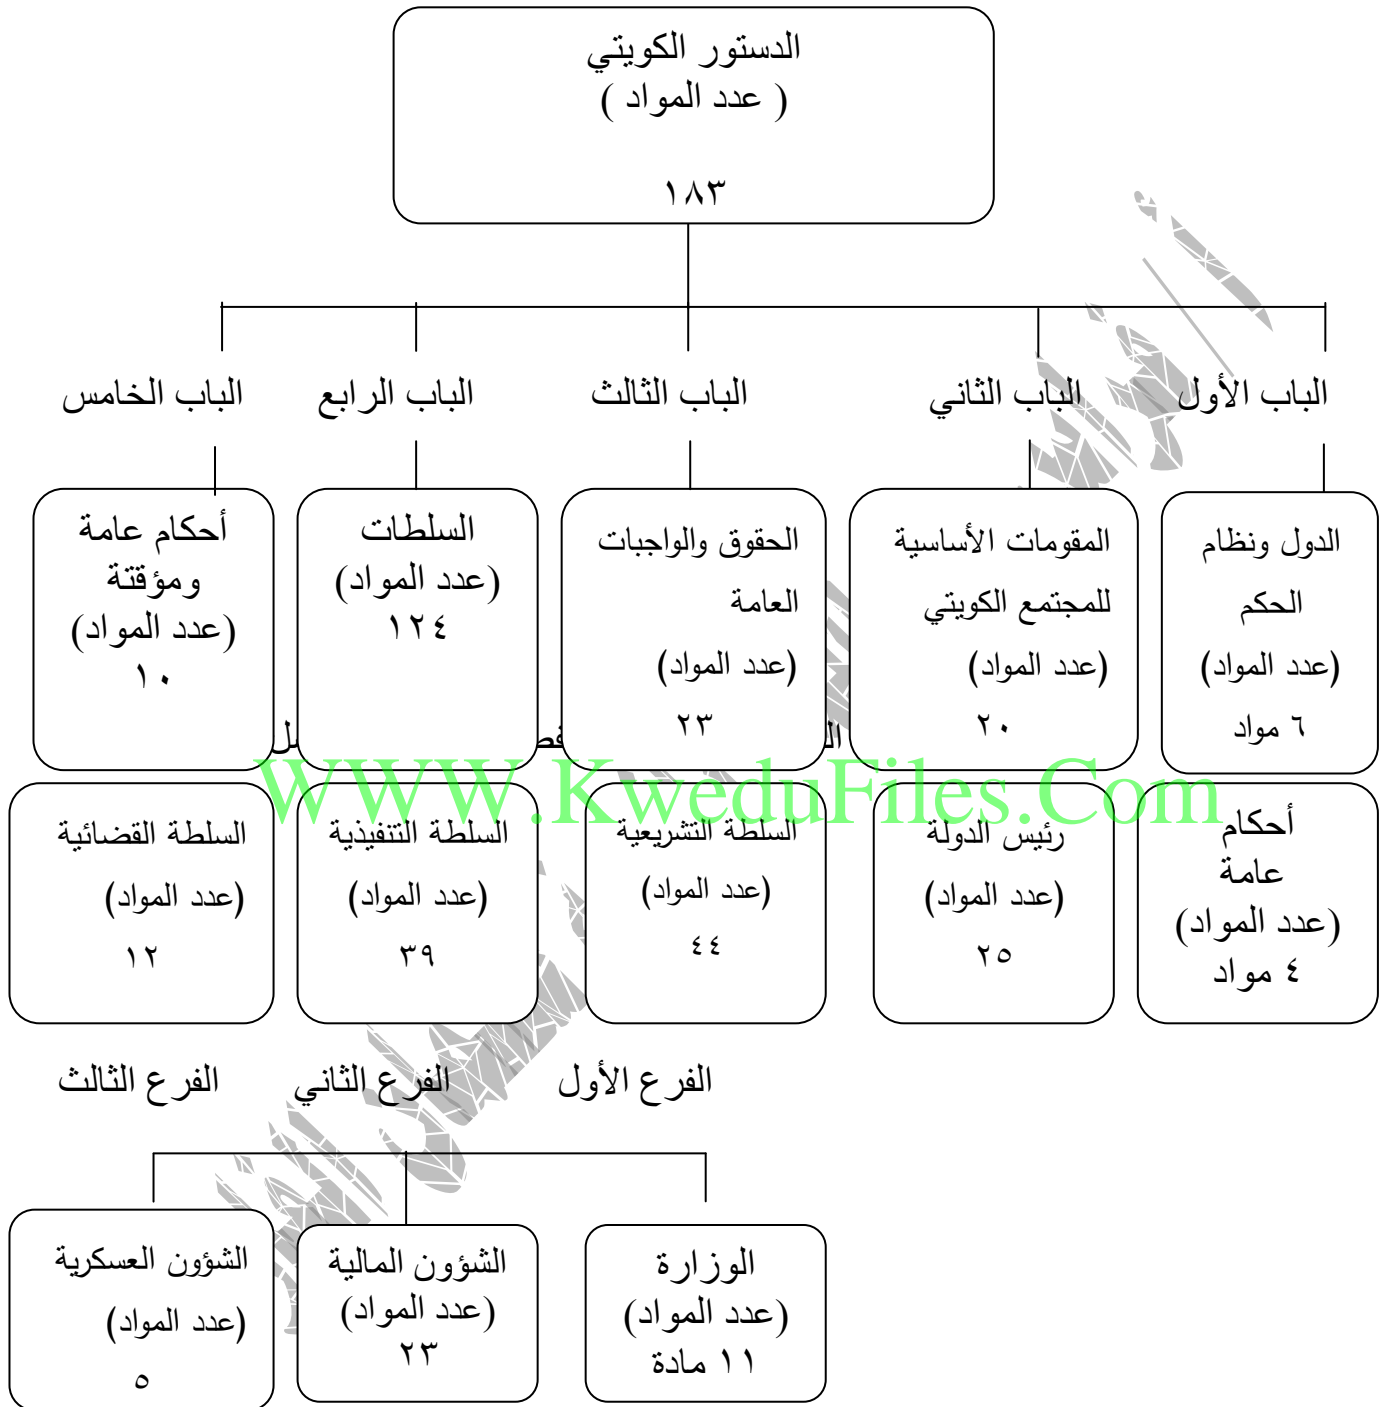 الدستور الكويتي
( عدد المواد )
١٨٣
الباب الأول
الباب الثاني
الباب الثالث
الباب الرابع
الباب الخامس
الدول ونظام
الحكم
(عدد المواد)
٦ مواد
المقومات الأساسية
للمجتمع الكويتي
(عدد المواد)
٢٠
الحقوق والواجبات
العامة
(عدد المواد)
٢٣
السلطات
(عدد المواد)
١٢٤
أحكام عامة
ومؤقتة
(عدد المواد)
١٠
WWW.KweduFiles.Com
أحكام
عامة
(عدد المواد)
٤ مواد
رئيس الدولة
(عدد المواد)
٢٥
السلطة التشريعية
(عدد المواد)
٤٤
السلطة التنفيذية
(عدد المواد)
٣٩
السلطة القضائية
(عدد المواد)
١٢
الفرع الأول
الفرع الثاني
الفرع الثالث
الوزارة
(عدد المواد)
١١ مادة
الشؤون المالية
(عدد المواد)
٢٣
الشؤون العسكرية
(عدد المواد)
٥